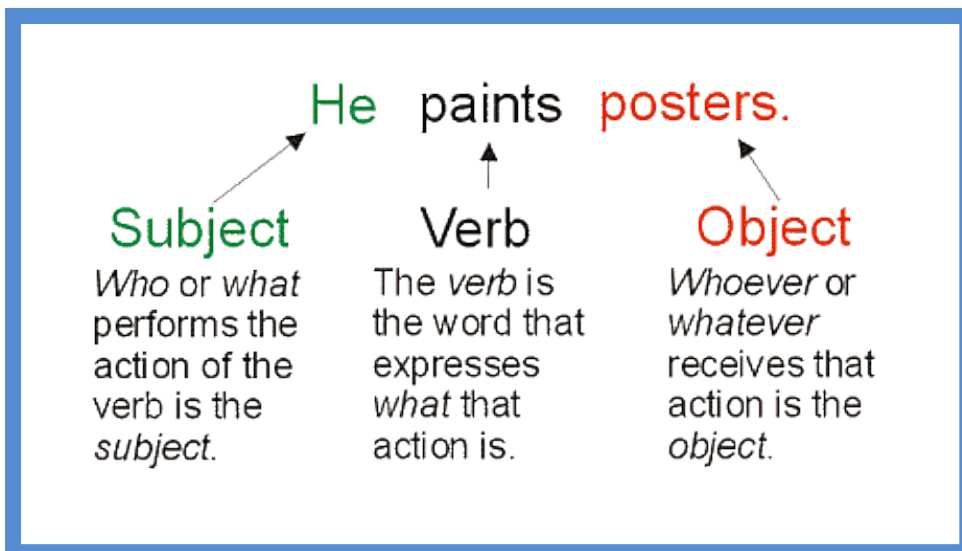 He paints posters.
Subject
Who or what
performs the
action of the
verb is the
subject.
Verb
The verb is
the word that
expresses
what that
action is.
Object
Whoever or
whatever
receives that
action is the
object.